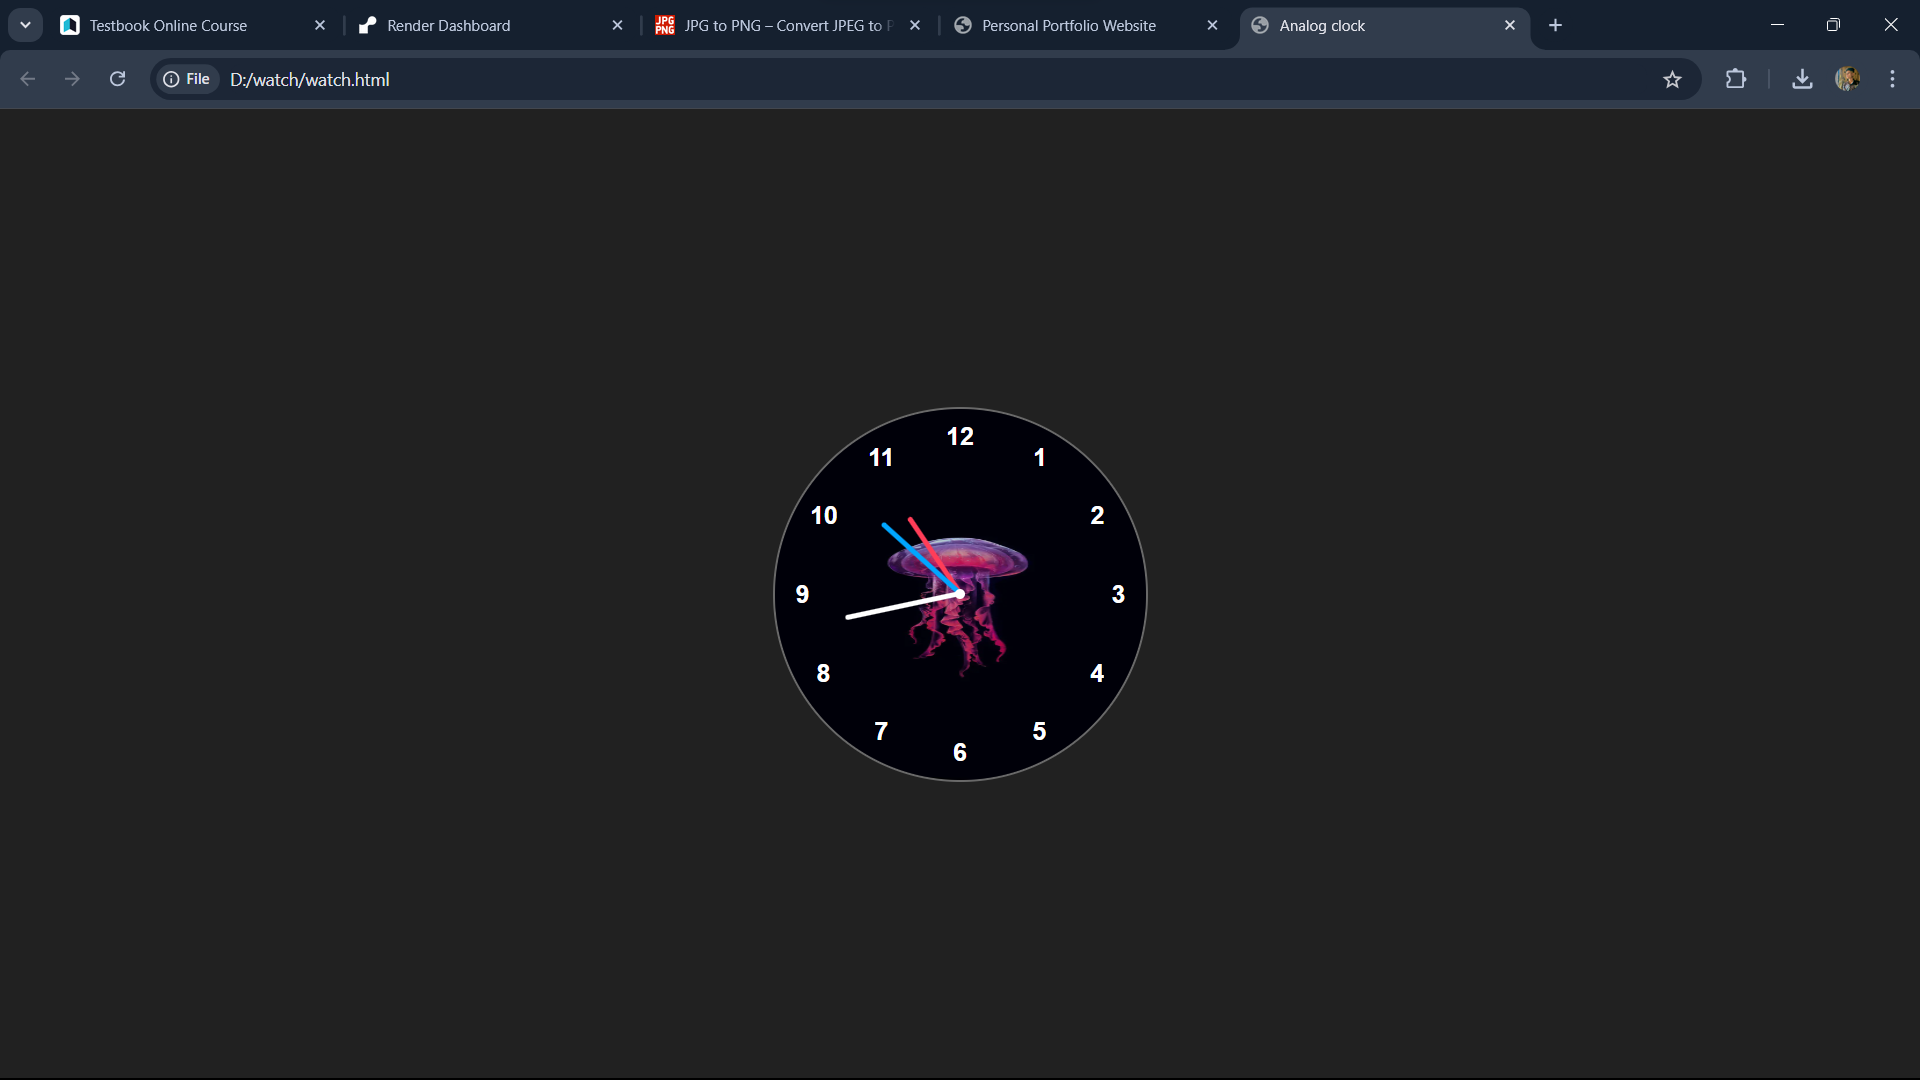 Testbook Online Course
Render Dashboard
JPG PNG
JPG to PNG – Convert JPEG to
Personal Portfolio Website
Analog clock
File D:/watch/watch.html
12
11 1
10 2
9 3
8 4
7 5
6